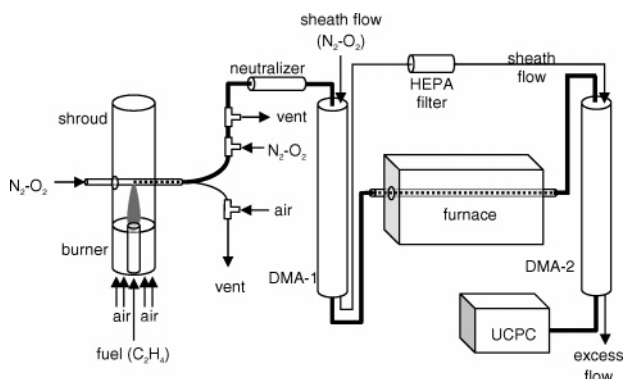 sheath flow
(N₂-O₂)
sheath
flow
neutralizer
HEPA
filter
shroud
vent
N₂-O₂
N₂-O₂
air
furnace
burner
DMA-1
DMA-2
vent
air air
UCPC
fuel (C₂H₄)
excess
flow